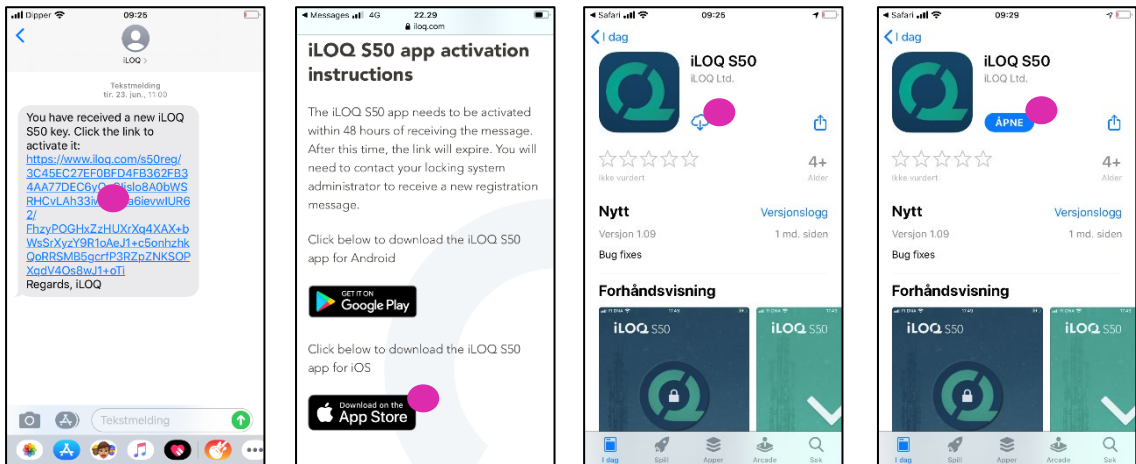 Dipper
09:25
iLOQ >
Tekstmelding
tir. 23. jun., 11:00
You have received a new iLOQ
S50 key. Click the link to
activate it:
https://www.iloq.com/s50reg/
3C45EC27EF0BFD4FB362FB3
WsSrXyzY9R1oAeJ1+c5onhzhk
QoRRSMB5gcrfP3RZpZNKSOP
XqdV4Os8wJ1+oTi
Regards, iLOQ
Tekstmelding
Messages 4G 22.29
iloq.com
iLOQ S50 app activation
instructions
The iLOQ S50 app needs to be activated
within 48 hours of receiving the message.
After this time, the link will expire. You will
need to contact your locking system
administrator to receive a new registration
message.
Click below to download the iLOQ S50
app for Android
GET IT ON
Google Play
Click below to download the iLOQ S50
app for iOS
Download on the
App Store
Safari 09:25
I dag
iLOQ S50
iLOQ Ltd.
4+
Ikke vurdert Alder
Nytt Versjonslogg
Versjon 1.09 1 md. siden
Bug fixes
Forhåndsvisning
iLOQ S50 iLOQ S50
I dag Spill Apper Arcade Søk
Safari 09:29
I dag
iLOQ S50
iLOQ Ltd.
ÅPNE
4+
Ikke vurdert Alder
Nytt Versjonslogg
Versjon 1.09 1 md. siden
Bug fixes
Forhåndsvisning
iLOQ S50 iLOQ S50
I dag Spill Apper Arcade Søk